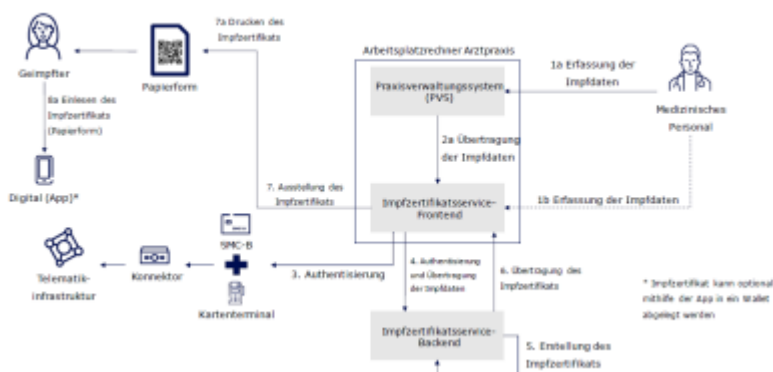 7a Drucken des
Impfzertifikats
Arbeitsplatzrechner Arztpraxis
1a Erfassung der
Impfdaten
Praxisverwaltungssystem
(PVS)
Geimpfter
Papierform
Medizinisches
Personal
8a Einlesen des
Impfzertifikats
(Papierform)
2a Übertragung
der Impfdaten
Digital (App)*
7. Ausstellung des
Impfzertifikats
Impfzertifikatsservice-
Frontend
1b Erfassung der Impfdaten
SMC-B
Telematik-
infrastruktur
Konnektor
3. Authentisierung
4. Authentisierung
und Übertragung
der Impfdaten
6. Übertragung des
Impfzertifikats
Kartenterminal
* Impfzertifikat kann optional
mithilfe der App in ein Wallet
abgelegt werden
Impfzertifikatsservice-
Backend
5. Erstellung des
Impfzertifikats